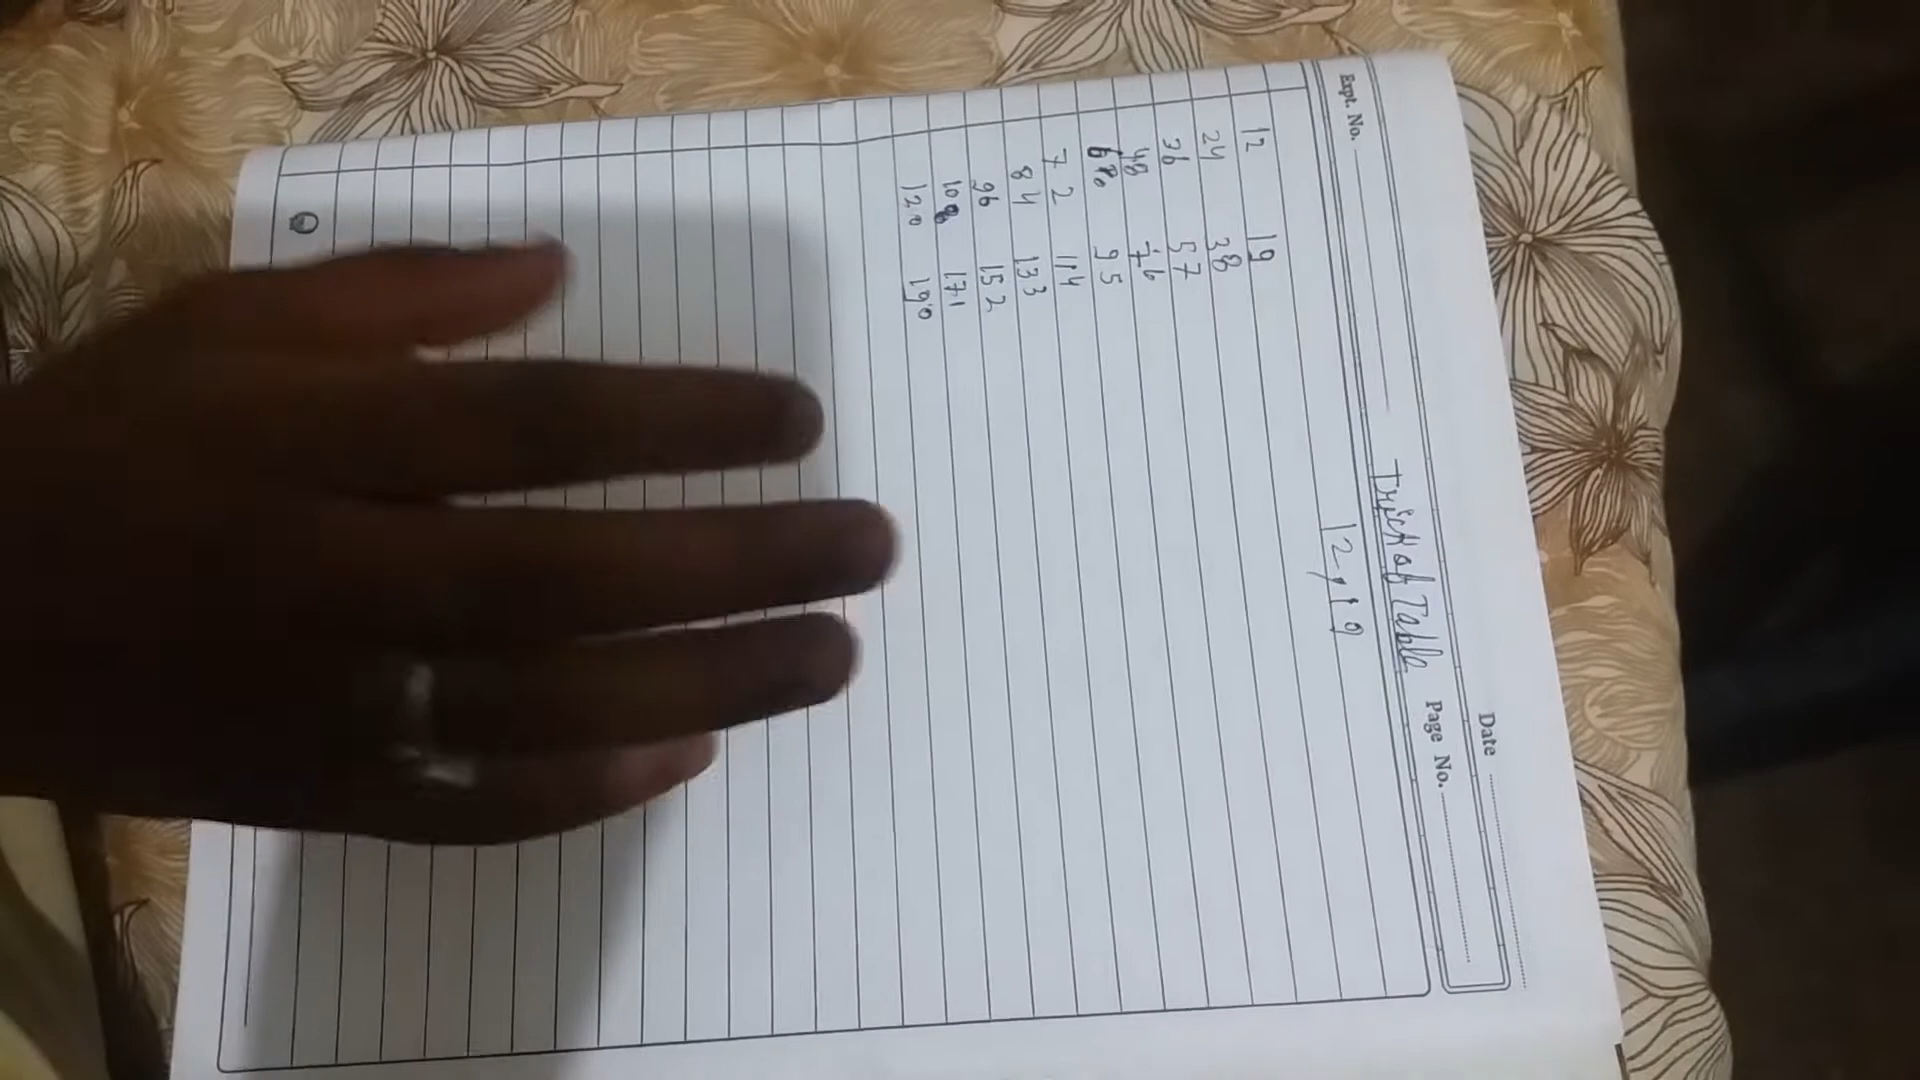 Date
Page No.
Expt. No.
Trick of Table
12, 19
12 19
24 38
36 57
48 76
60 95
72 114
84 133
96 152
108 171
120 190